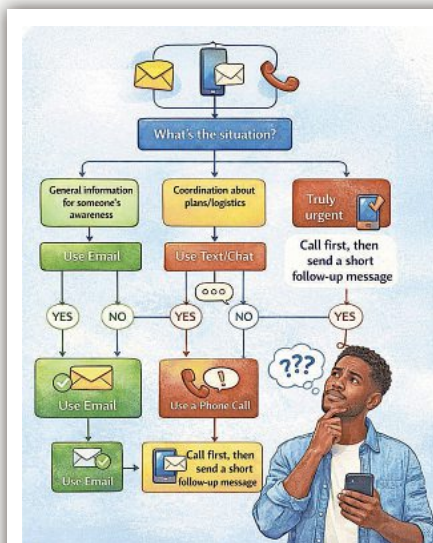 What's the situation?
General information
for someone's
awareness
Coordination about
plans/logistics
Truly
urgent
Use Email
Use Text/Chat
Call first, then
send a short
follow-up message
YES
NO
YES
NO
YES
???
Use Email
Use a Phone Call
Use Email
Call first, then
send a short
follow-up message